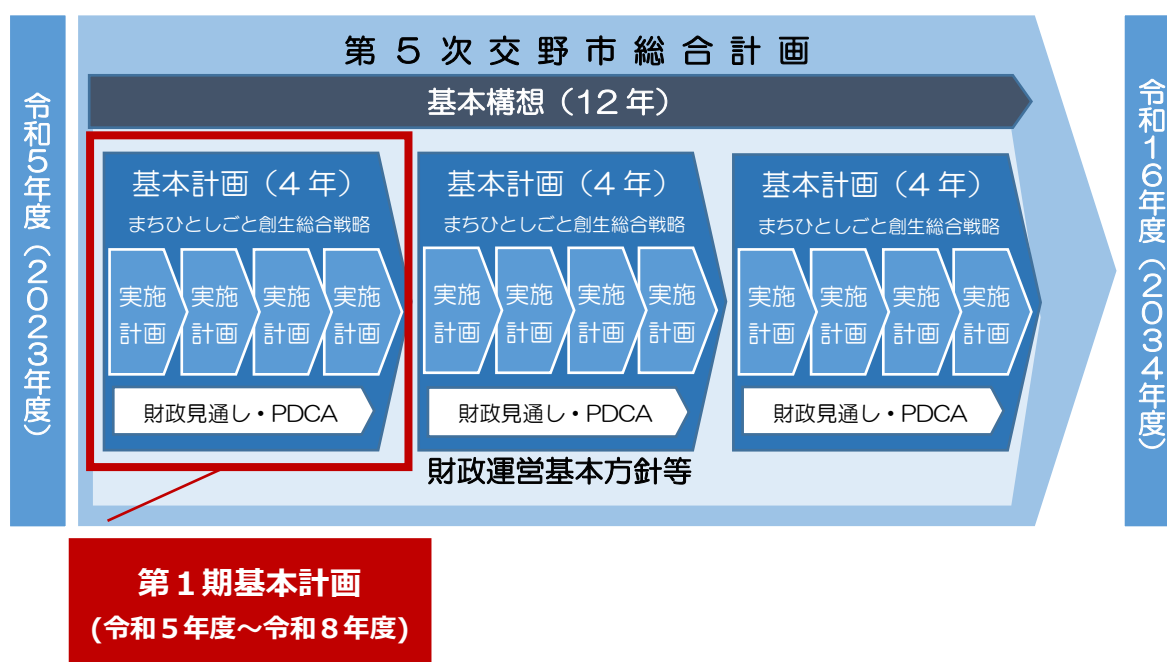 第５次交野市総合計画
基本構想（12 年）
令和５年度（２０２３年度）
基本計画（４年）
まちひとしごと創生総合戦略
実施
計画
実施
計画
実施
計画
実施
計画
財政見通し・PDCA
基本計画（４年）
まちひとしごと創生総合戦略
実施
計画
実施
計画
実施
計画
実施
計画
財政見通し・PDCA
基本計画（４年）
まちひとしごと創生総合戦略
実施
計画
実施
計画
実施
計画
実施
計画
財政見通し・PDCA
財政運営基本方針等
令和１６年度（２０３４年度）
第１期基本計画
(令和５年度～令和８年度)